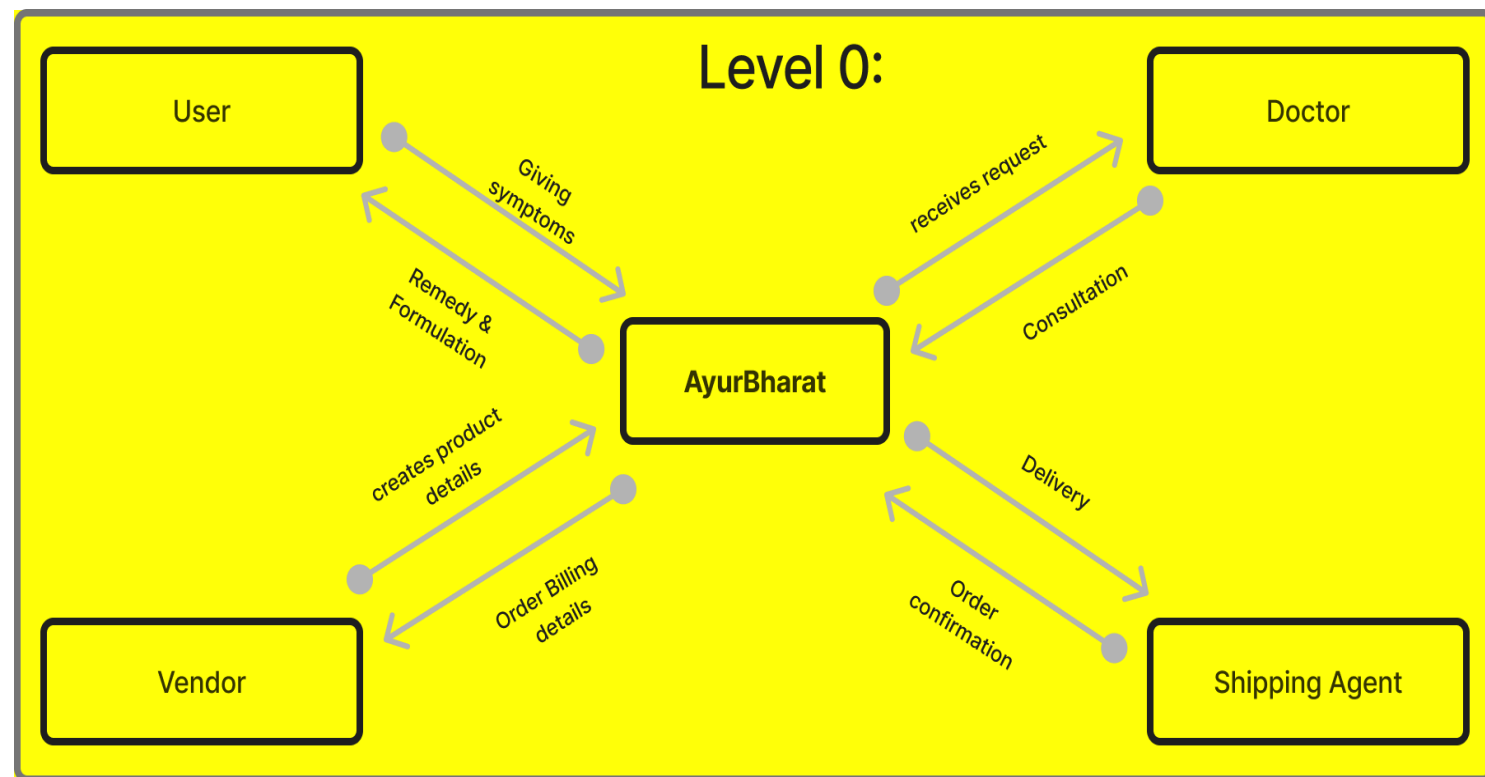 Level 0:
User
Doctor
Giving
symptoms
receives request
Remedy &
Formulation
Consultation
AyurBharat
creates product
details
Delivery
Order Billing
details
Order
confirmation
Vendor
Shipping Agent